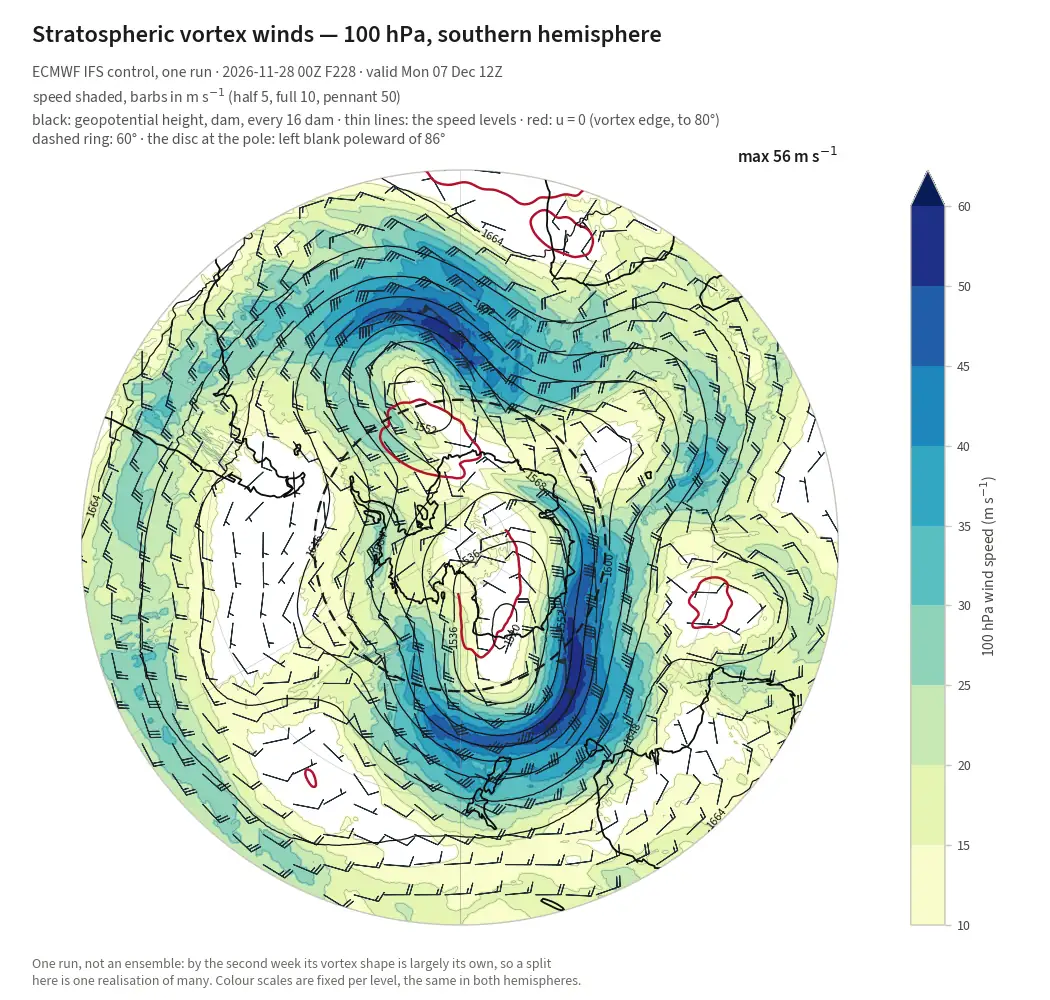 Stratospheric vortex winds — 100 hPa, southern hemisphere
ECMWF IFS control, one run · 2026-11-28 00Z F228 · valid Mon 07 Dec 12Z
speed shaded, barbs in m s⁻¹ (half 5, full 10, pennant 50)
black: geopotential height, dam, every 16 dam · thin lines: the speed levels · red: u = 0 (vortex edge, to 80°)
dashed ring: 60° · the disc at the pole: left blank poleward of 86°
max 56 m s⁻¹
60
50
45
40
35
30
25
20
15
10
100 hPa wind speed (m s⁻¹)
1664
1552
1568
1664
1536
1600
1536
1648
1664
One run, not an ensemble: by the second week its vortex shape is largely its own, so a split
here is one realisation of many. Colour scales are fixed per level, the same in both hemispheres.